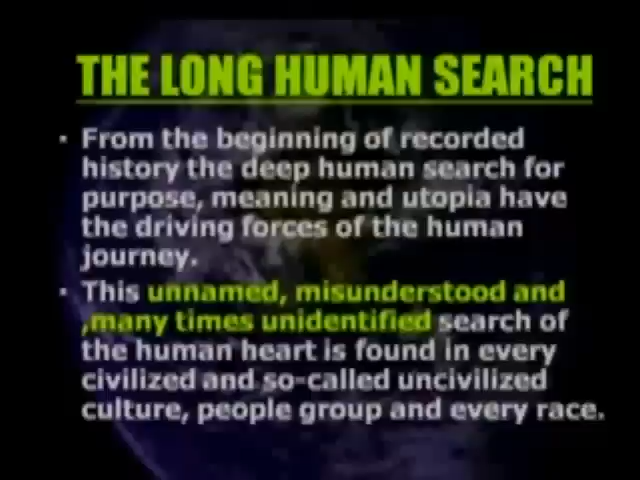 THE LONG HUMAN SEARCH
• From the beginning of recorded
history the deep human search for
purpose, meaning and utopia have
the driving forces of the human
journey.
• This unnamed, misunderstood and
,many times unidentified search of
the human heart is found in every
civilized and so-called uncivilized
culture, people group and every race.